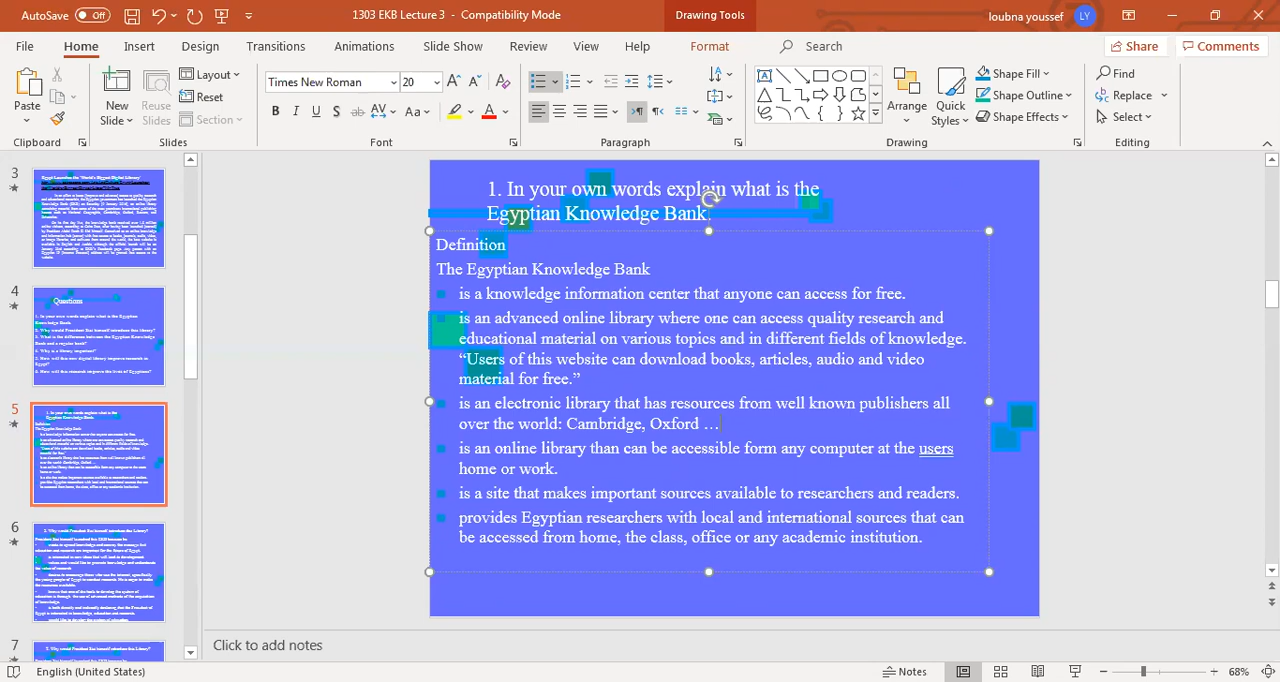 AutoSave Off 1303 EKB Lecture 3 - Compatibility Mode Drawing Tools loubna youssef LY
File Home Insert Design Transitions Animations Slide Show Review View Help Format Search Share Comments
Paste New Slide Reuse Slides Layout Reset Section
Times New Roman 20
B I U S ab AV Aa A
Arrange Quick Styles Shape Fill Shape Outline Shape Effects
Find Replace Select
Clipboard Slides Font Paragraph Drawing Editing
3
4
Questions
5
6
7
1. In your own words explain what is the
Egyptian Knowledge Bank
Definition
The Egyptian Knowledge Bank
is a knowledge information center that anyone can access for free.
is an advanced online library where one can access quality research and
educational material on various topics and in different fields of knowledge.
“Users of this website can download books, articles, audio and video
material for free.”
is an electronic library that has resources from well known publishers all
over the world: Cambridge, Oxford …
is an online library than can be accessible form any computer at the users
home or work.
is a site that makes important sources available to researchers and readers.
provides Egyptian researchers with local and international sources that can
be accessed from home, the class, office or any academic institution.
Click to add notes
English (United States) Notes 68%